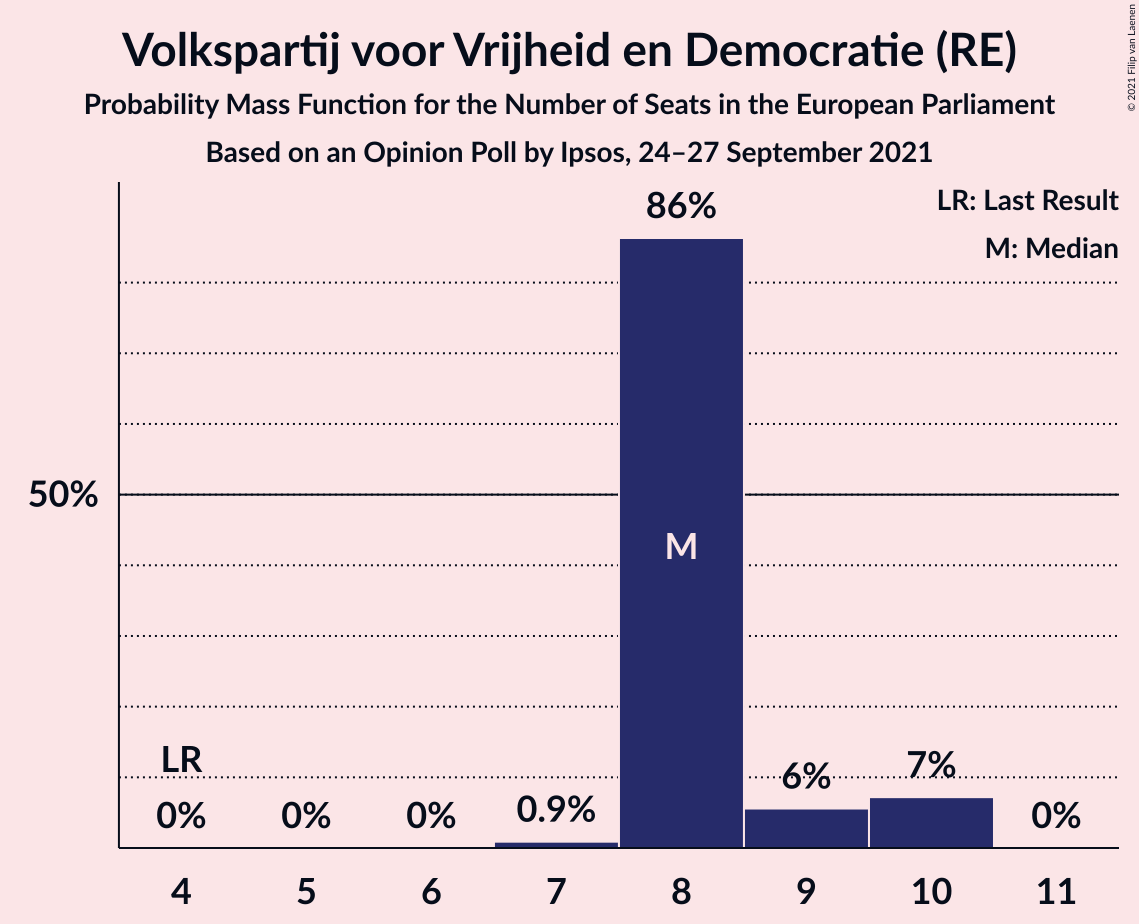 Volkspartij voor Vrijheid en Democratie (RE)
Probability Mass Function for the Number of Seats in the European Parliament
Based on an Opinion Poll by Ipsos, 24–27 September 2021
© 2021 Filip van Laenen
LR: Last Result
M: Median
86%
50%
M
LR
0%
0%
0%
0.9%
6%
7%
0%
4
5
6
7
8
9
10
11